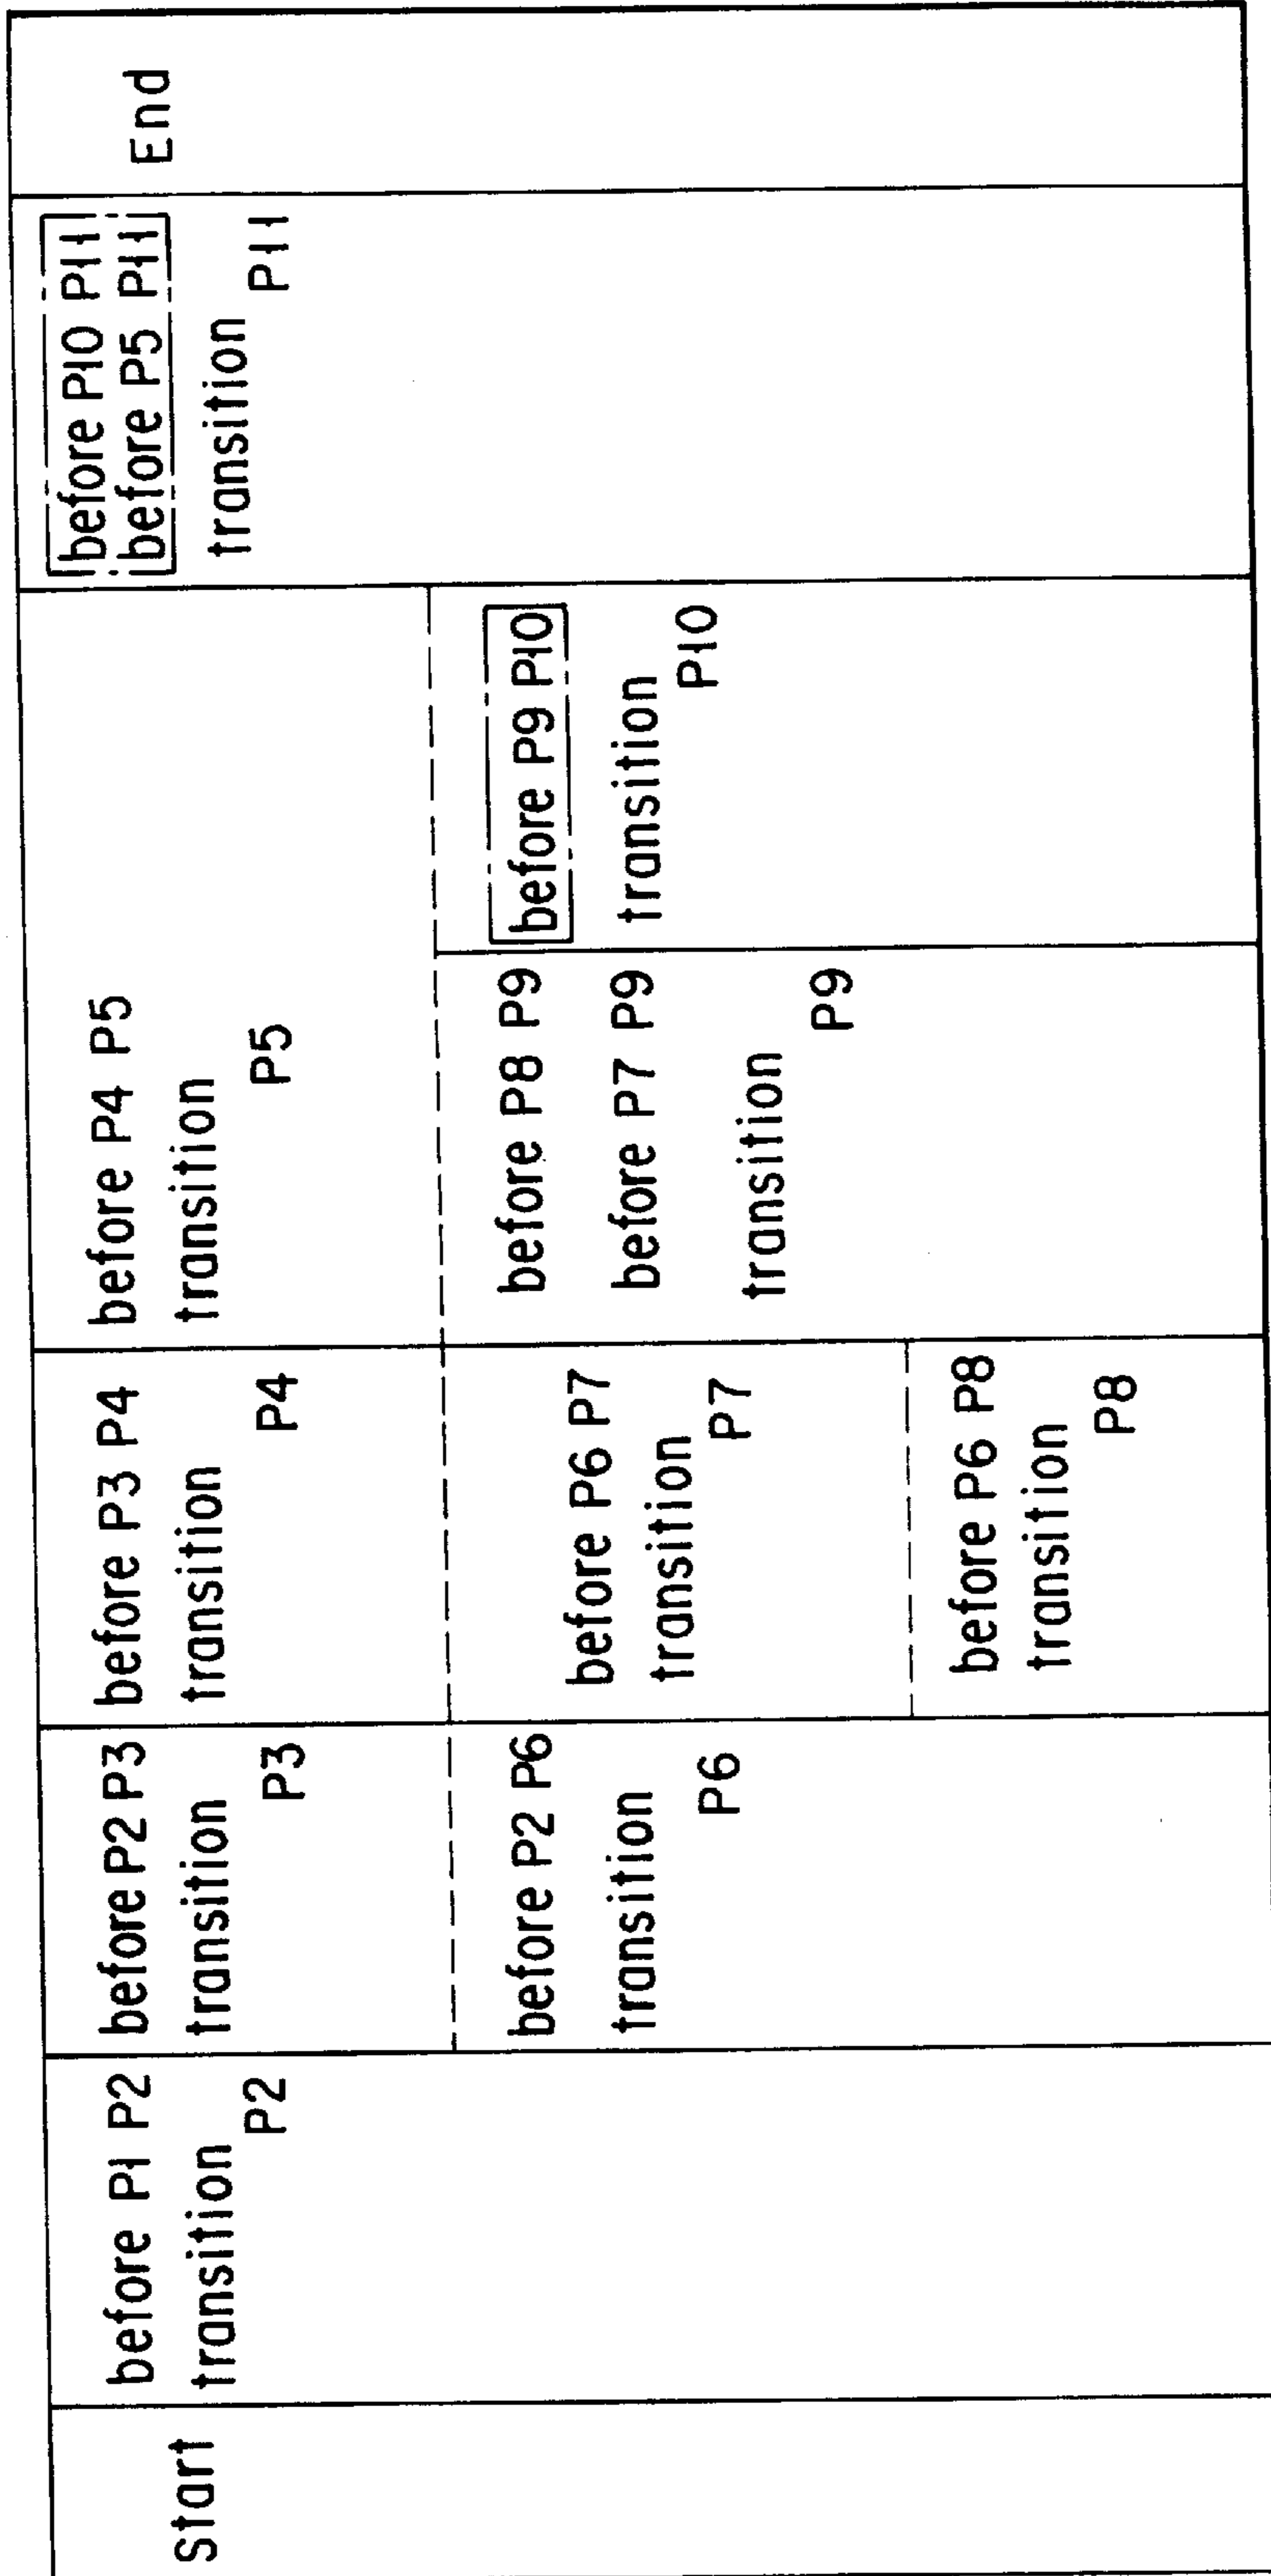 Start
before P1 P2
transition
P2
before P2 P3
transition
P3
before P2 P6
transition
P6
before P3 P4
transition
P4
before P6 P7
transition
P7
before P6 P8
transition
P8
before P4 P5
transition
P5
before P8 P9
before P7 P9
transition
P9
before P9 P10
transition
P10
before P10 P11
before P5 P11
transition
P11
End